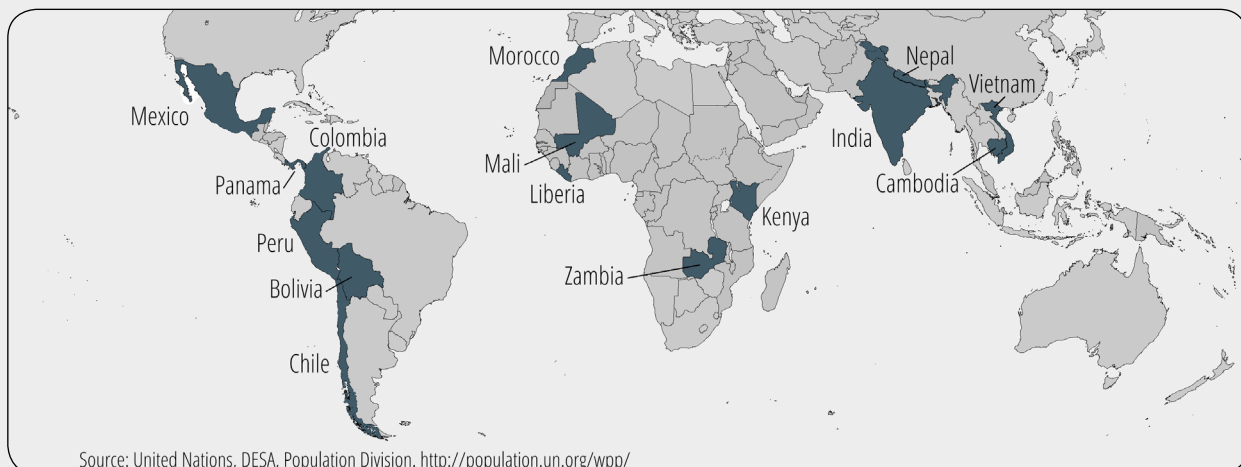 Morocco
Nepal
Vietnam
Mexico
Colombia
India
Mali
Cambodia
Panama
Liberia
Kenya
Peru
Zambia
Bolivia
Chile
Source: United Nations, DESA, Population Division. http://population.un.org/wpp/